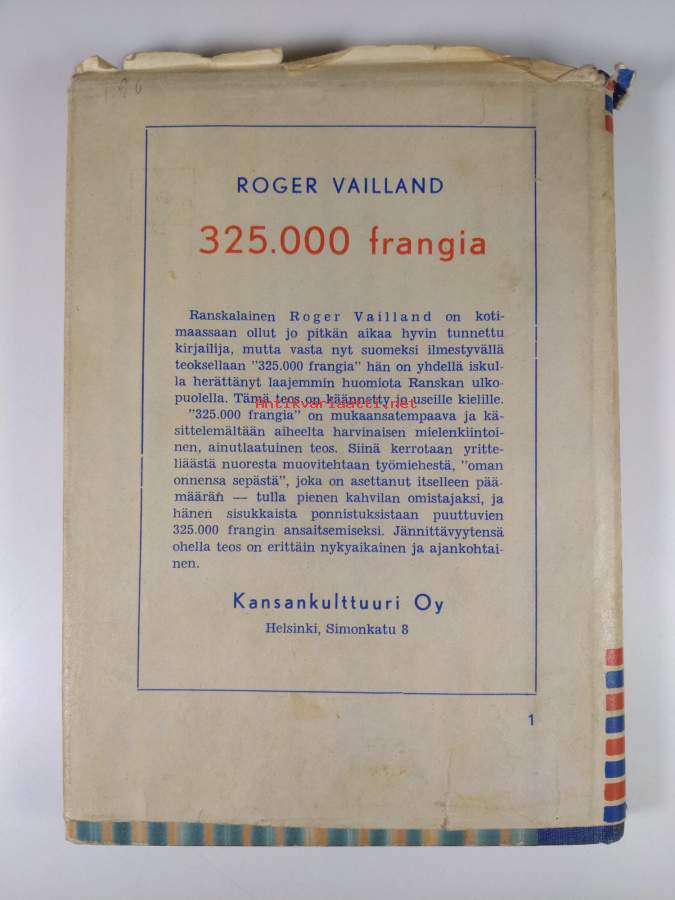 ROGER VAILLAND
325.000 frangia
Ranskalainen Roger Vailland on koti-
maassaan ollut jo pitkän aikaa hyvin tunnettu
kirjailija, mutta vasta nyt suomeksi ilmestyvällä
teoksellaan "325.000 frangia" hän on yhdellä iskul-
la herättänyt laajemmin huomiota Ranskan ulko-
puolella. Tämä teos on käännetty jo useille kielille.
Antikvariaatti.net
"325.000 frangia" on mukaansatempaava ja kä-
sittelemältään aiheelta harvinaisen mielenkiintoi-
nen, ainutlaatuinen teos. Siinä kerrotaan yritte-
liäästä nuoresta muovitehtaan työmiehestä, "oman
onnensa sepästä", joka on asettanut itselleen pää-
määrän — tulla pienen kahvilan omistajaksi, ja
hänen sisukkaista ponnistuksistaan puuttuvien
325.000 frangin ansaitsemiseksi. Jännittävyytensä
ohella teos on erittäin nykyaikainen ja ajankohtai-
nen.
Kansankulttuuri Oy
Helsinki, Simonkatu 8
1